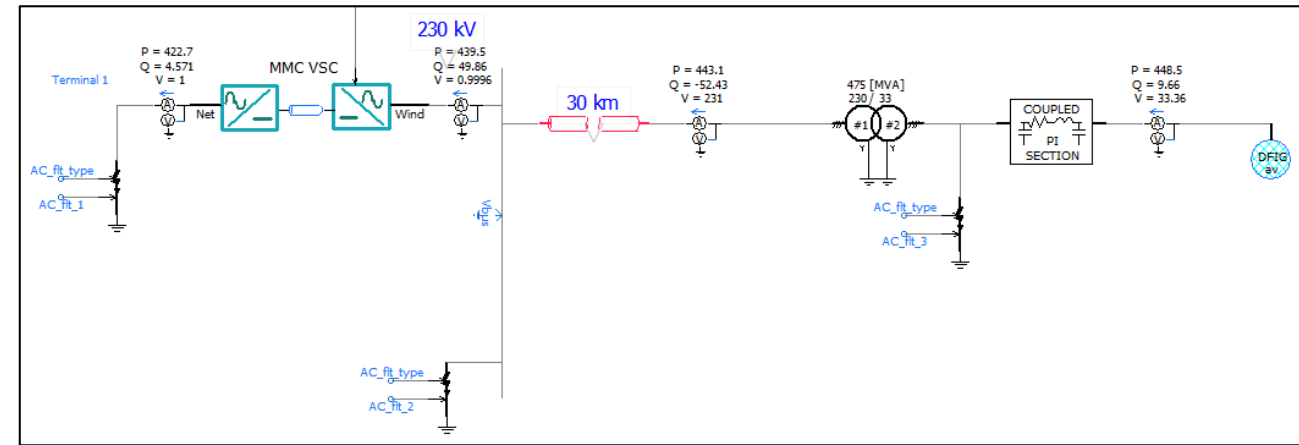 230 kV
P = 422.7
Q = 4.571
V = 1
MMC VSC
P = 439.5
Q = 49.86
V = 0.9996
Terminal 1
Net
Wind
30 km
P = 443.1
Q = -52.43
V = 231
475 [MVA]
230 / 33
#1
#2
COUPLED
PI
SECTION
P = 448.5
Q = 9.66
V = 33.36
DFIG
av
A
V
A
V
A
V
A
V
AC_flt_type
AC_flt_1
Vbus
AC_flt_type
AC_flt_3
AC_flt_type
AC_flt_2